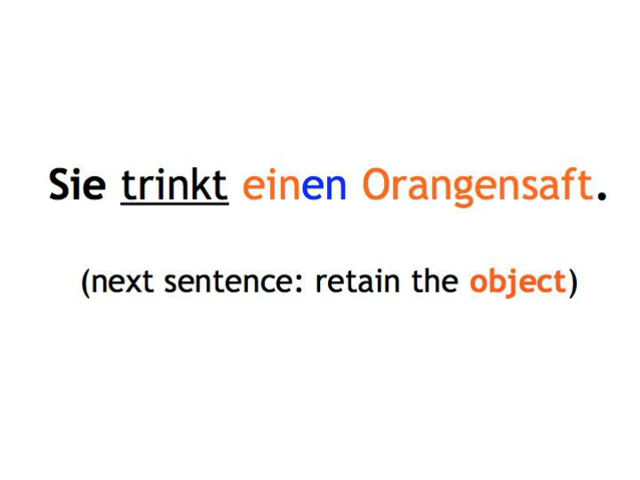 Sie trinkt einen Orangensaft.
(next sentence: retain the object)